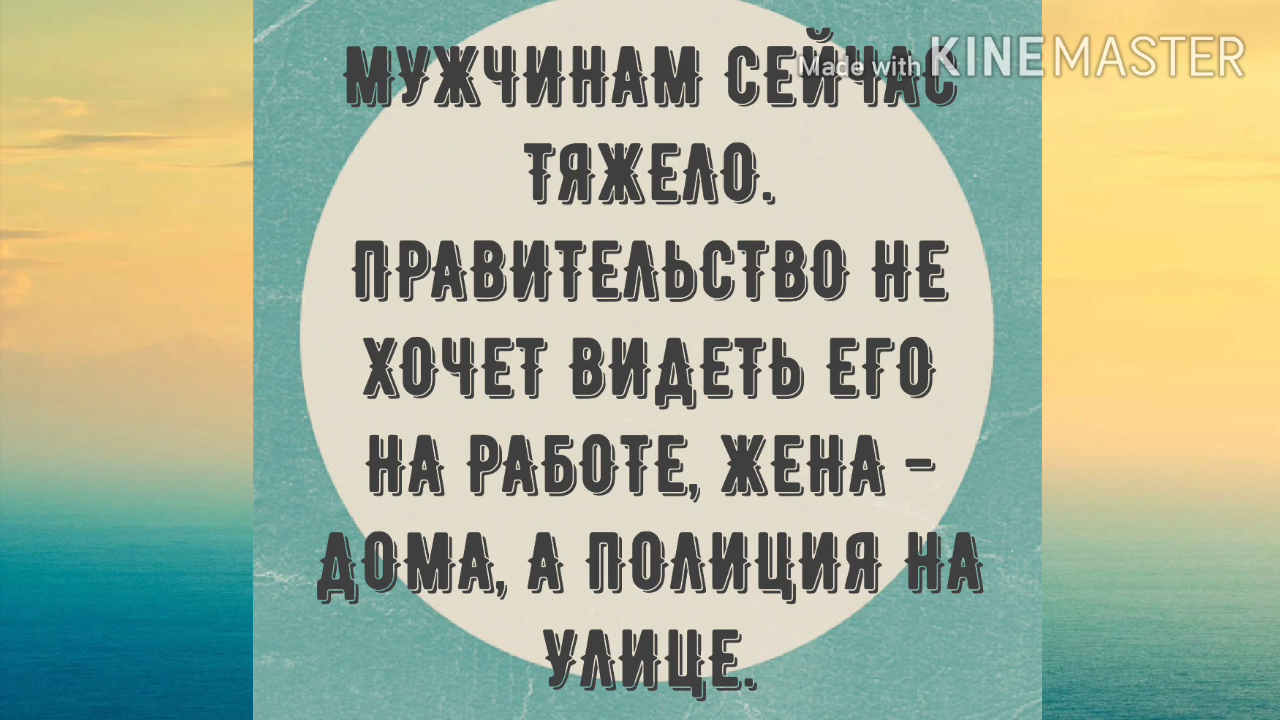 Made with KINEMASTER
МУЖЧИНАМ СЕЙЧАС
ТЯЖЕЛО.
ПРАВИТЕЛЬСТВО НЕ
ХОЧЕТ ВИДЕТЬ ЕГО
НА РАБОТЕ, ЖЕНА -
ДОМА, А ПОЛИЦИЯ НА
УЛИЦЕ.